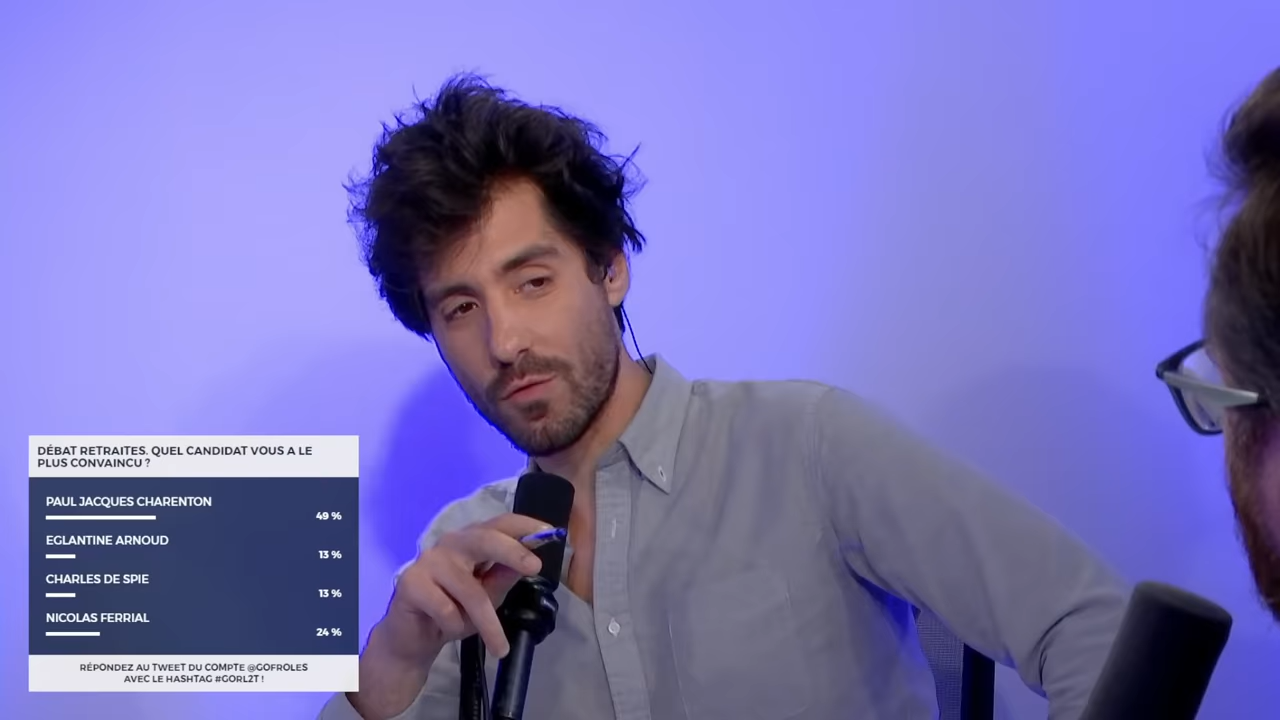 DÉBAT RETRAITES. QUEL CANDIDAT VOUS A LE
PLUS CONVAINCU ?
PAUL JACQUES CHARENTON
49 %
EGLANTINE ARNOUD
13 %
CHARLES DE SPIE
13 %
NICOLAS FERRIAL
24 %
RÉPONDEZ AU TWEET DU COMPTE @GOFROLES
AVEC LE HASHTAG #GORL2T !